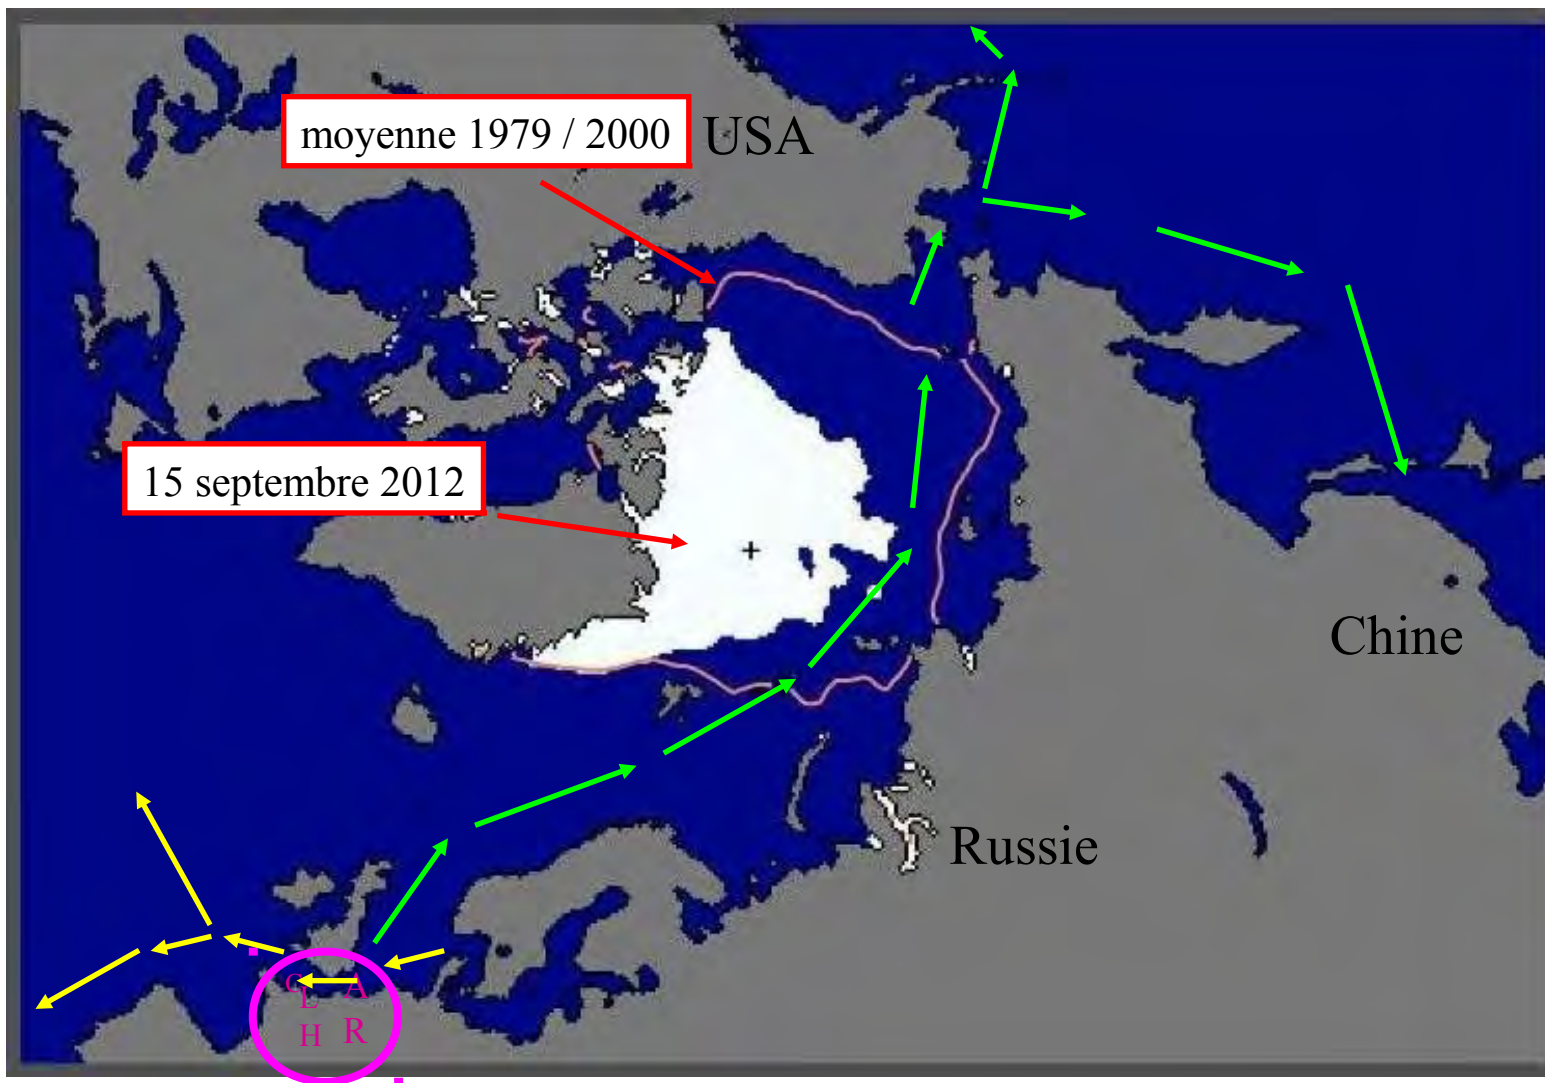 moyenne 1979 / 2000
USA
15 septembre 2012
Chine
Russie
C
L
A
H
R